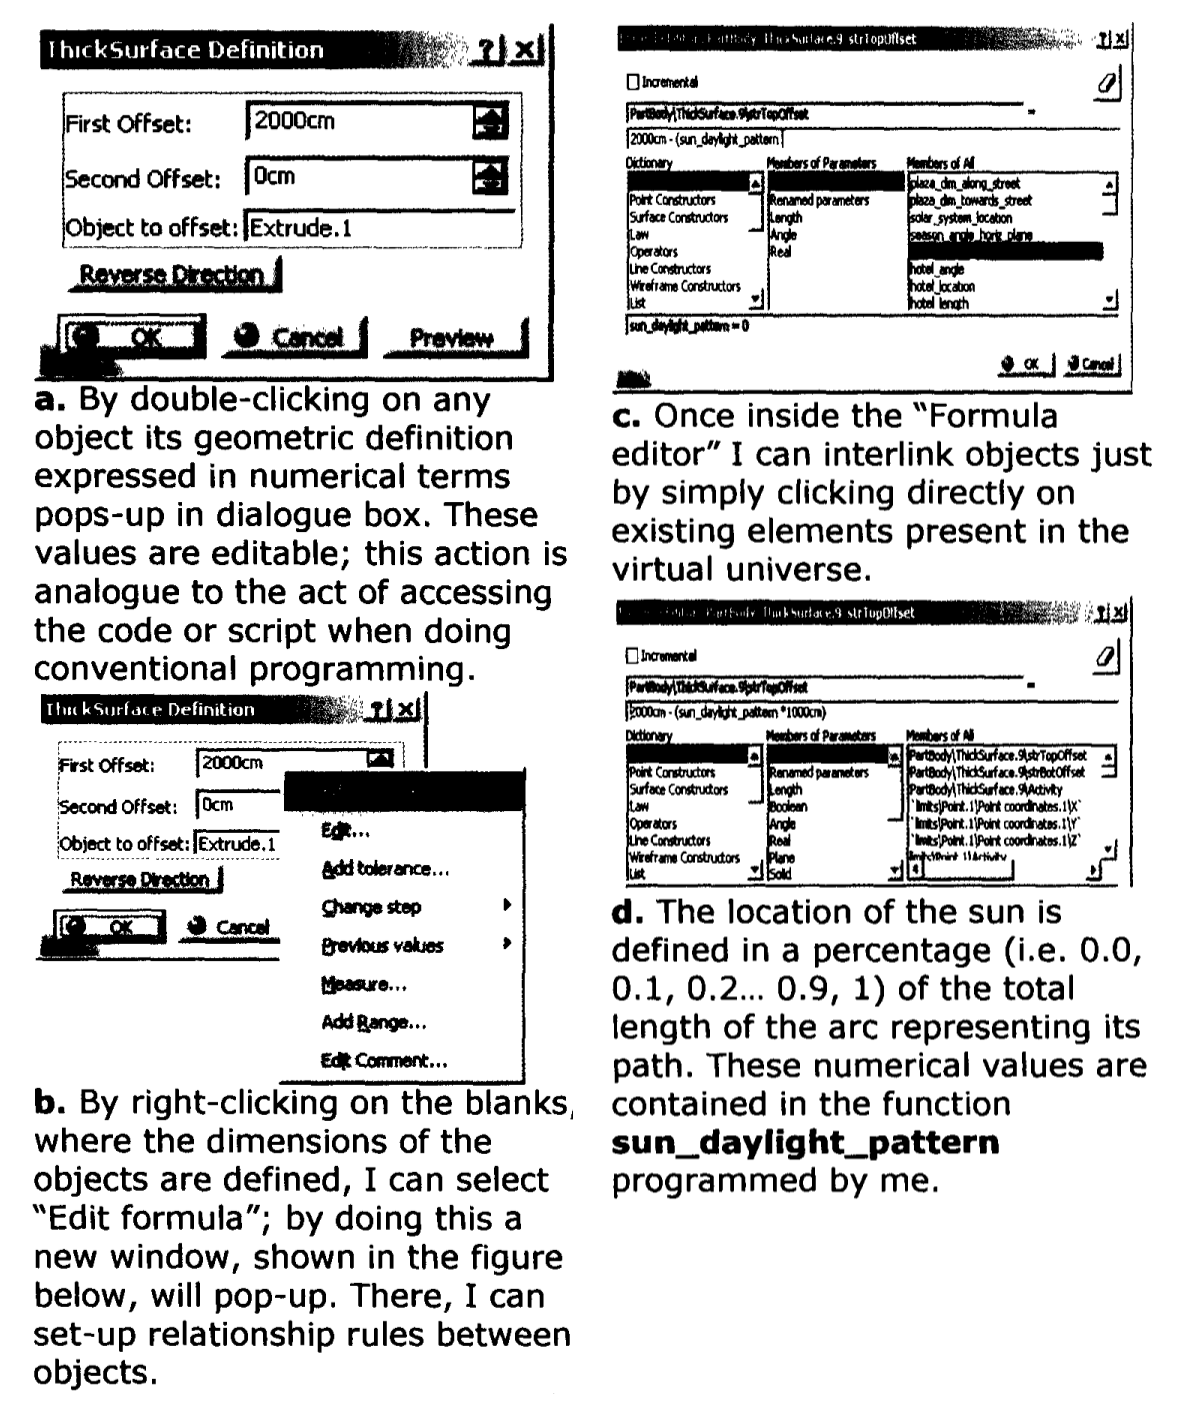 ThickSurface Definition
First Offset: 2000cm
Second Offset: 0cm
Object to offset: Extrude.1
Reverse Direction
OK Cancel Preview
a. By double-clicking on any
object its geometric definition
expressed in numerical terms
pops-up in dialogue box. These
values are editable; this action is
analogue to the act of accessing
the code or script when doing
conventional programming.
ThickSurface Definition
First Offset: 2000cm
Second Offset: 0cm
Object to offset: Extrude.1
Reverse Direction
OK Cancel
Edit...
Add tolerance...
Change step
Previous values
Measure...
Add Range...
Edit Comment...
b. By right-clicking on the blanks,
where the dimensions of the
objects are defined, I can select
“Edit formula”; by doing this a
new window, shown in the figure
below, will pop-up. There, I can
set-up relationship rules between
objects.
ThickSurface.9 strTopOffset
Incremental
PartBody\ThickSurface.9\strTopOffset =
2000cm - (sun_daylight_pattern
Dictionary Members of Parameters Members of All
plaza_dim_along_street
Point Constructors Renamed parameters plaza_dim_towards_street
Surface Constructors Length solar_system_location
Law Angle season_angle_horiz_plane
Operators Real
Line Constructors hotel_angle
Wireframe Constructors hotel_location
List hotel length
sun_daylight_pattern = 0
OK Cancel
c. Once inside the “Formula
editor” I can interlink objects just
by simply clicking directly on
existing elements present in the
virtual universe.
PartBody ThickSurface.9 strTopOffset
Incremental
PartBody\ThickSurface.9\strTopOffset =
2000cm - (sun_daylight_pattern *1000cm)
Dictionary Members of Parameters Members of All
PartBody\ThickSurface.9\strTopOffset
Point Constructors Renamed parameters PartBody\ThickSurface.9\strBotOffset
Surface Constructors Length PartBody\ThickSurface.9\Activity
Law Boolean `limits\Point.1\Point coordinates.1\X`
Operators Angle `limits\Point.1\Point coordinates.1\Y`
Line Constructors Real `limits\Point.1\Point coordinates.1\Z`
Wireframe Constructors Plane
List Solid
d. The location of the sun is
defined in a percentage (i.e. 0.0,
0.1, 0.2... 0.9, 1) of the total
length of the arc representing its
path. These numerical values are
contained in the function
sun_daylight_pattern
programmed by me.